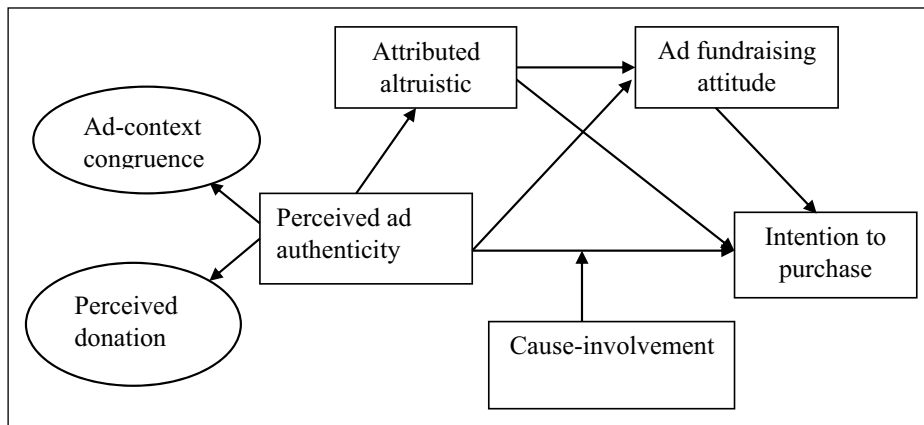 Attributed
altruistic
Ad fundraising
attitude
Ad-context
congruence
Perceived ad
authenticity
Intention to
purchase
Perceived
donation
Cause-involvement